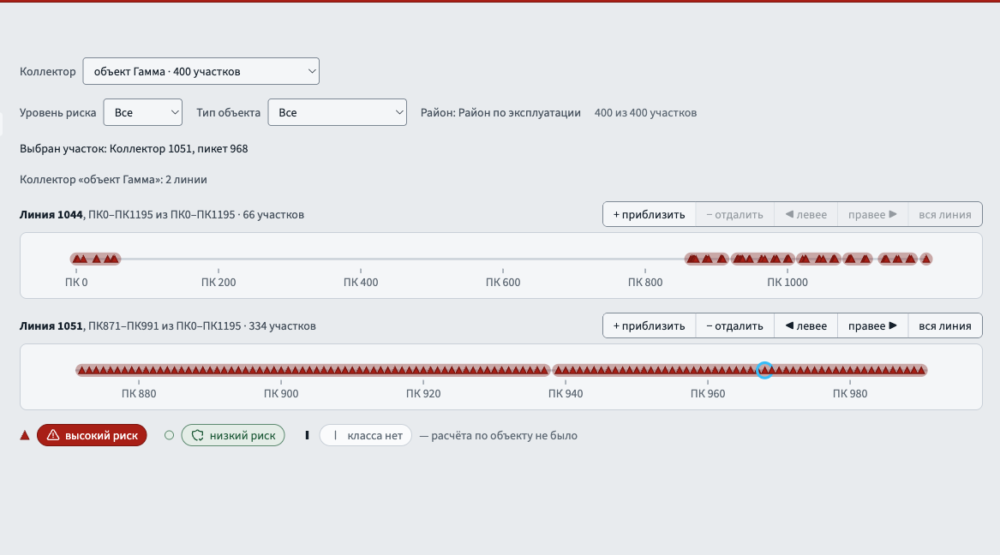 Коллектор объект Гамма · 400 участков
Уровень риска Все Тип объекта Все Район: Район по эксплуатации 400 из 400 участков
Выбран участок: Коллектор 1051, пикет 968
Коллектор «объект Гамма»: 2 линии
Линия 1044, ПК0–ПК1195 из ПК0–ПК1195 · 66 участков + приблизить − отдалить ◀ левее правее ▶ вся линия
ПК 0 ПК 200 ПК 400 ПК 600 ПК 800 ПК 1000
Линия 1051, ПК871–ПК991 из ПК0–ПК1195 · 334 участков + приблизить − отдалить ◀ левее правее ▶ вся линия
ПК 880 ПК 900 ПК 920 ПК 940 ПК 960 ПК 980
высокий риск низкий риск класса нет — расчёта по объекту не было